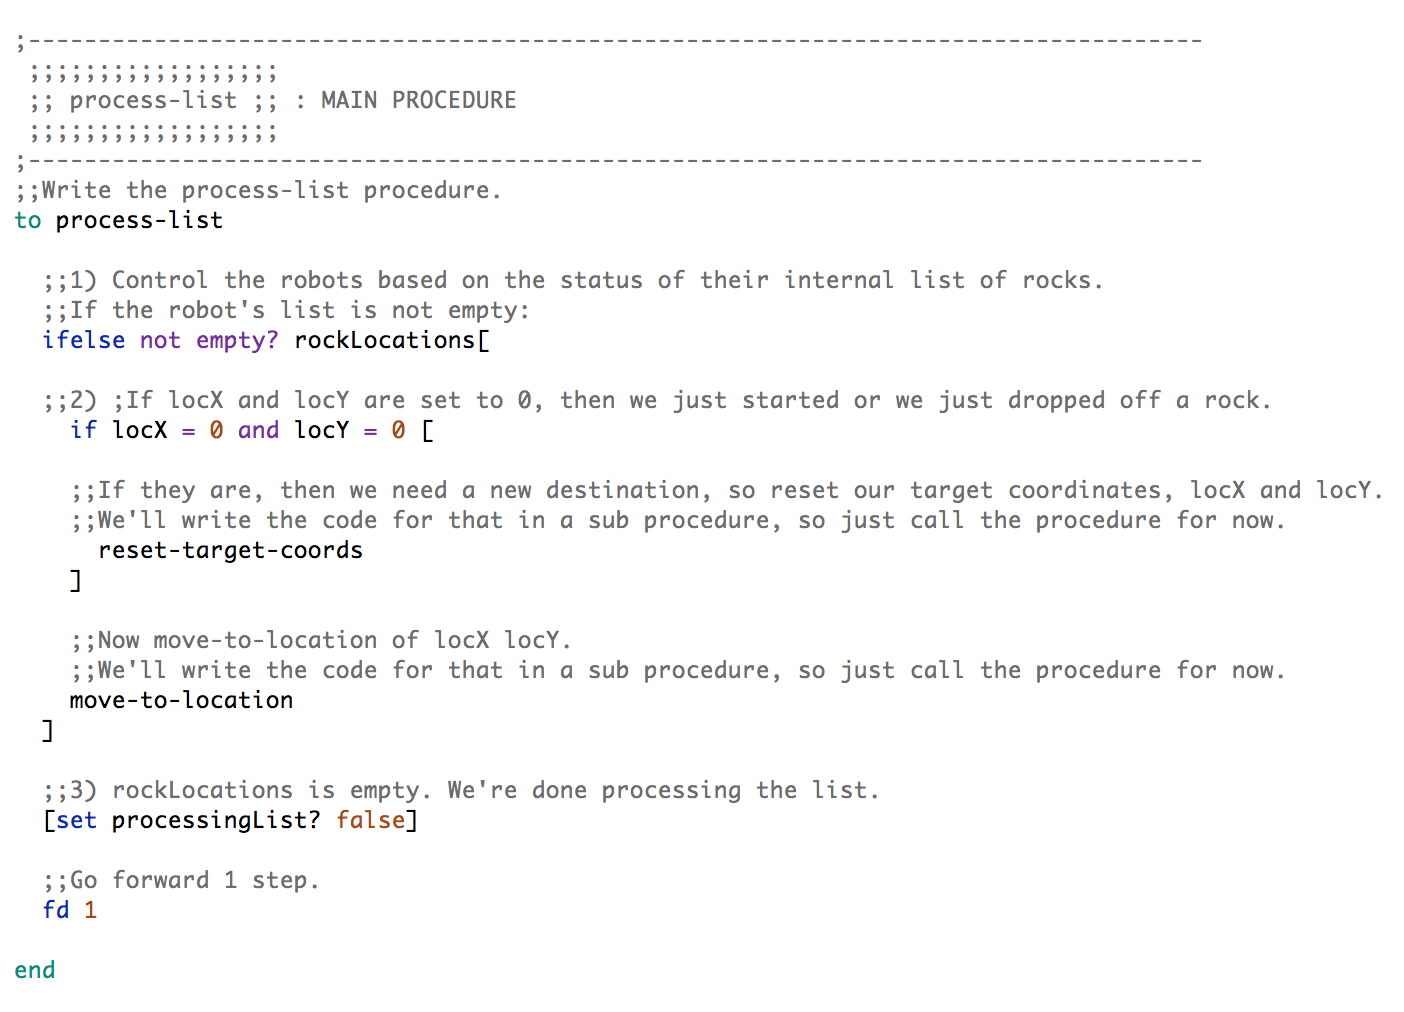 ;------------------------------------------------------------------------------------
;;;;;;;;;;;;;;;;;;
;; process-list ;; : MAIN PROCEDURE
;;;;;;;;;;;;;;;;;;
;------------------------------------------------------------------------------------
;;Write the process-list procedure.
to process-list
;;1) Control the robots based on the status of their internal list of rocks.
;;If the robot's list is not empty:
ifelse not empty? rockLocations[
;;2) ;If locX and locY are set to 0, then we just started or we just dropped off a rock.
if locX = 0 and locY = 0 [
;;If they are, then we need a new destination, so reset our target coordinates, locX and locY.
;;We'll write the code for that in a sub procedure, so just call the procedure for now.
reset-target-coords
]
;;Now move-to-location of locX locY.
;;We'll write the code for that in a sub procedure, so just call the procedure for now.
move-to-location
]
;;3) rockLocations is empty. We're done processing the list.
[set processingList? false]
;;Go forward 1 step.
fd 1
end